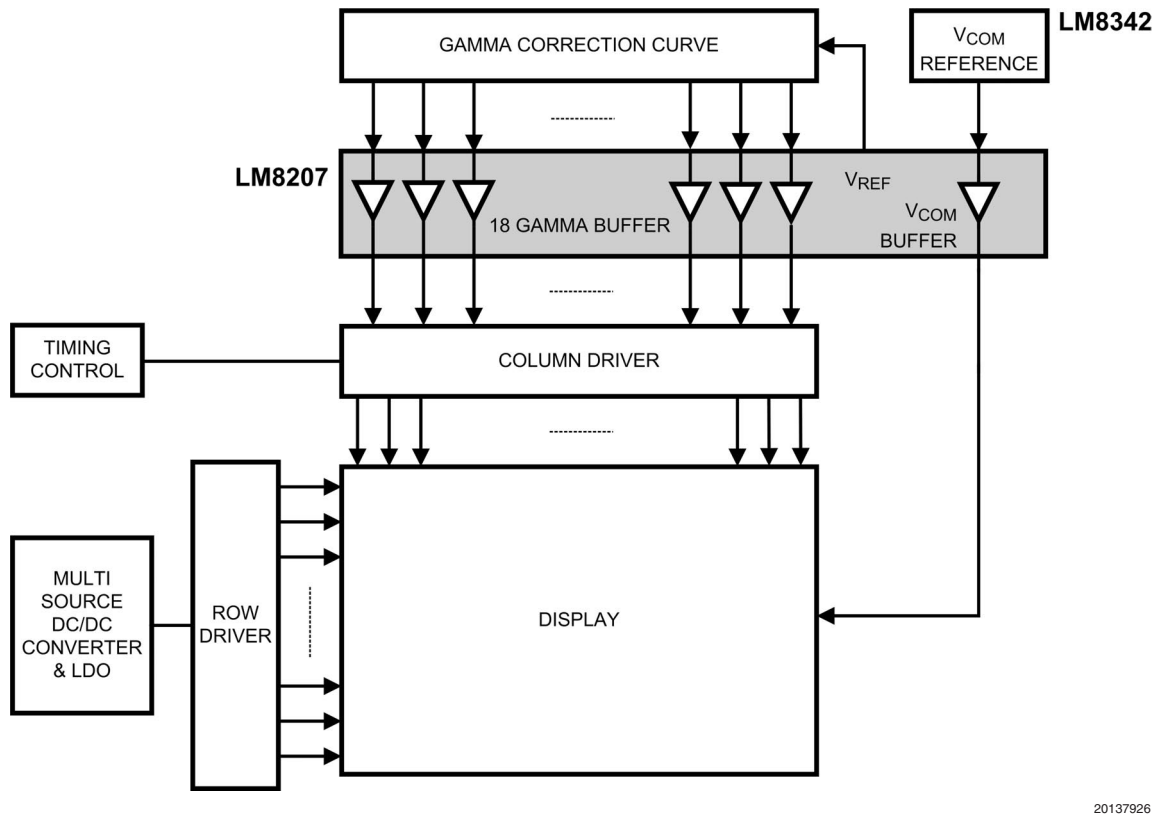 GAMMA CORRECTION CURVE
VCOM
REFERENCE
LM8342
LM8207
VREF
18 GAMMA BUFFER
VCOM
BUFFER
TIMING
CONTROL
COLUMN DRIVER
MULTI
SOURCE
DC/DC
CONVERTER
& LDO
ROW
DRIVER
DISPLAY
20137926